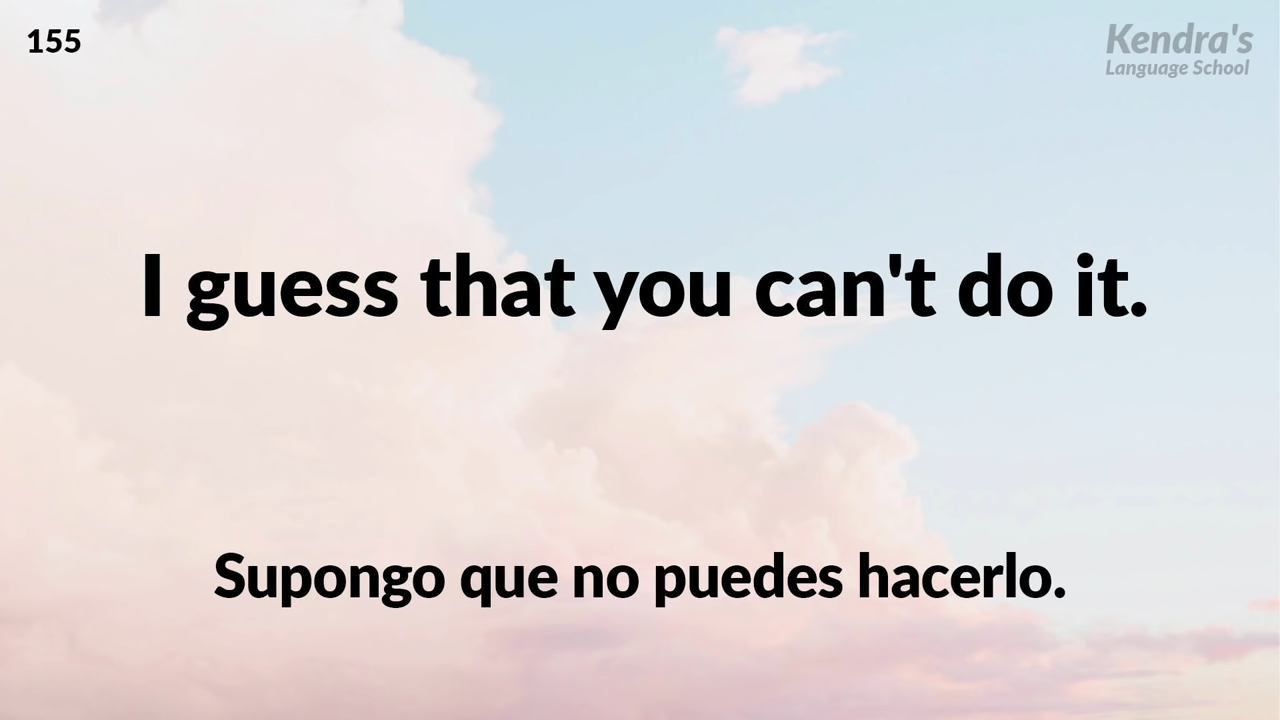 155
Kendra's
Language School
I guess that you can't do it.
Supongo que no puedes hacerlo.